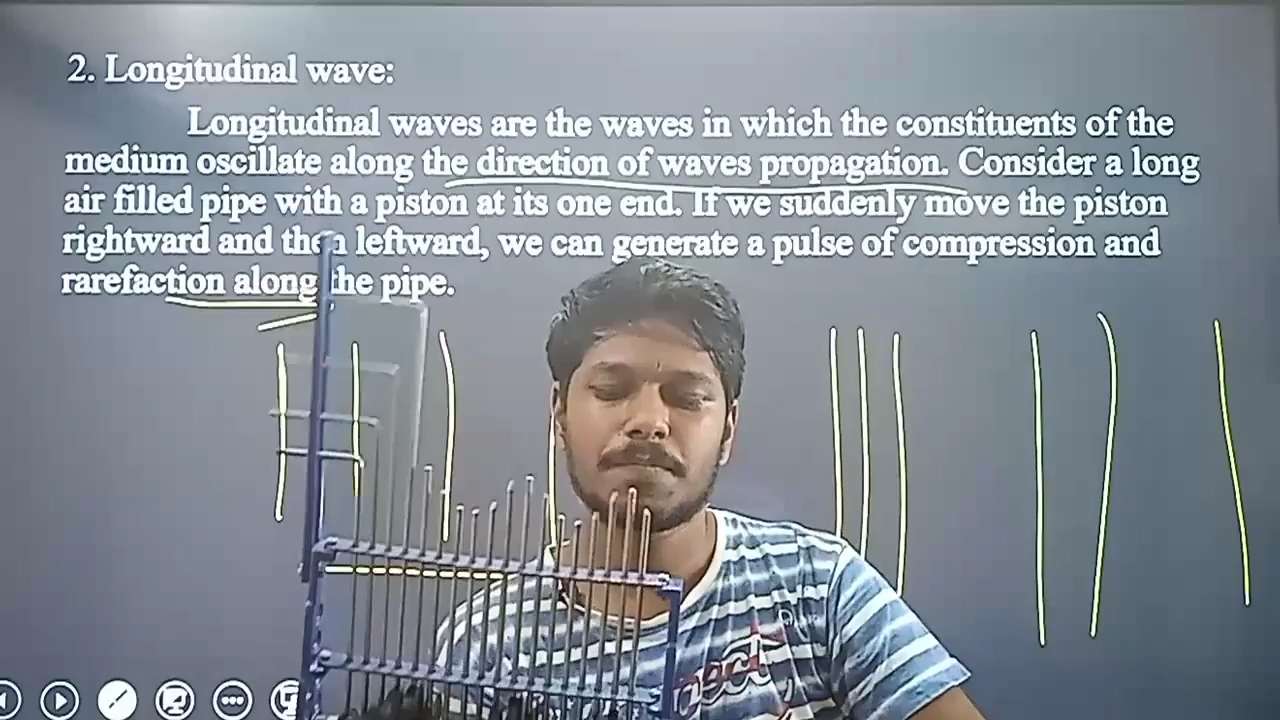 2. Longitudinal wave:
Longitudinal waves are the waves in which the constituents of the
medium oscillate along the direction of waves propagation. Consider a long
air filled pipe with a piston at its one end. If we suddenly move the piston
rightward and then leftward, we can generate a pulse of compression and
rarefaction along the pipe.